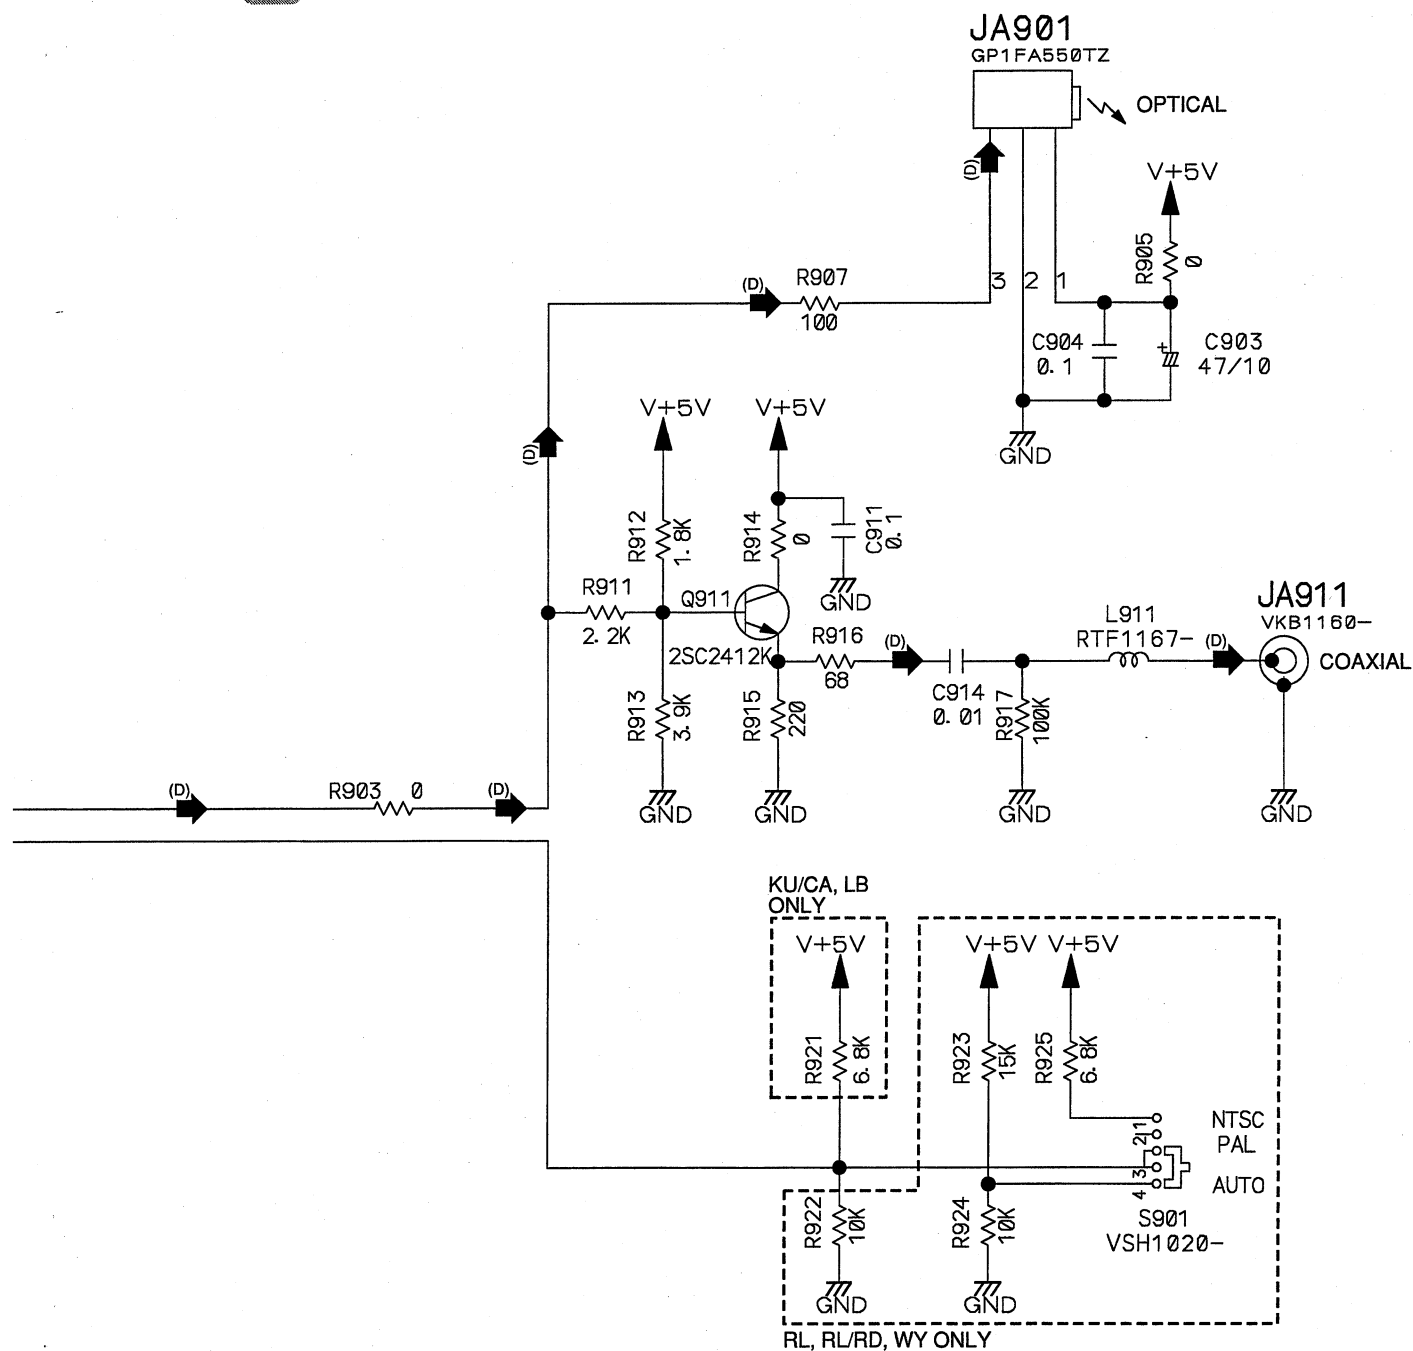 JA901
GP1FA550TZ
OPTICAL
(D)
V+5V
R905
0
3
2
1
(D)
R907
100
C904
0.1
C903
+
47/10
GND
(D)
V+5V
V+5V
R912
1.8K
R914
0
C911
0.1
GND
R911
2.2K
Q911
2SC2412K
R916
68
(D)
C914
0.01
L911
RTF1167-
(D)
JA911
VKB1160-
COAXIAL
R913
3.9K
R915
220
R917
100K
GND
GND
GND
GND
(D)
R903 0
(D)
KU/CA, LB
ONLY
V+5V
R921
6.8K
V+5V
V+5V
R923
15K
R925
6.8K
1
2
3
4
NTSC
PAL
AUTO
S901
VSH1020-
R922
10K
R924
10K
GND
GND
RL, RL/RD, WY ONLY